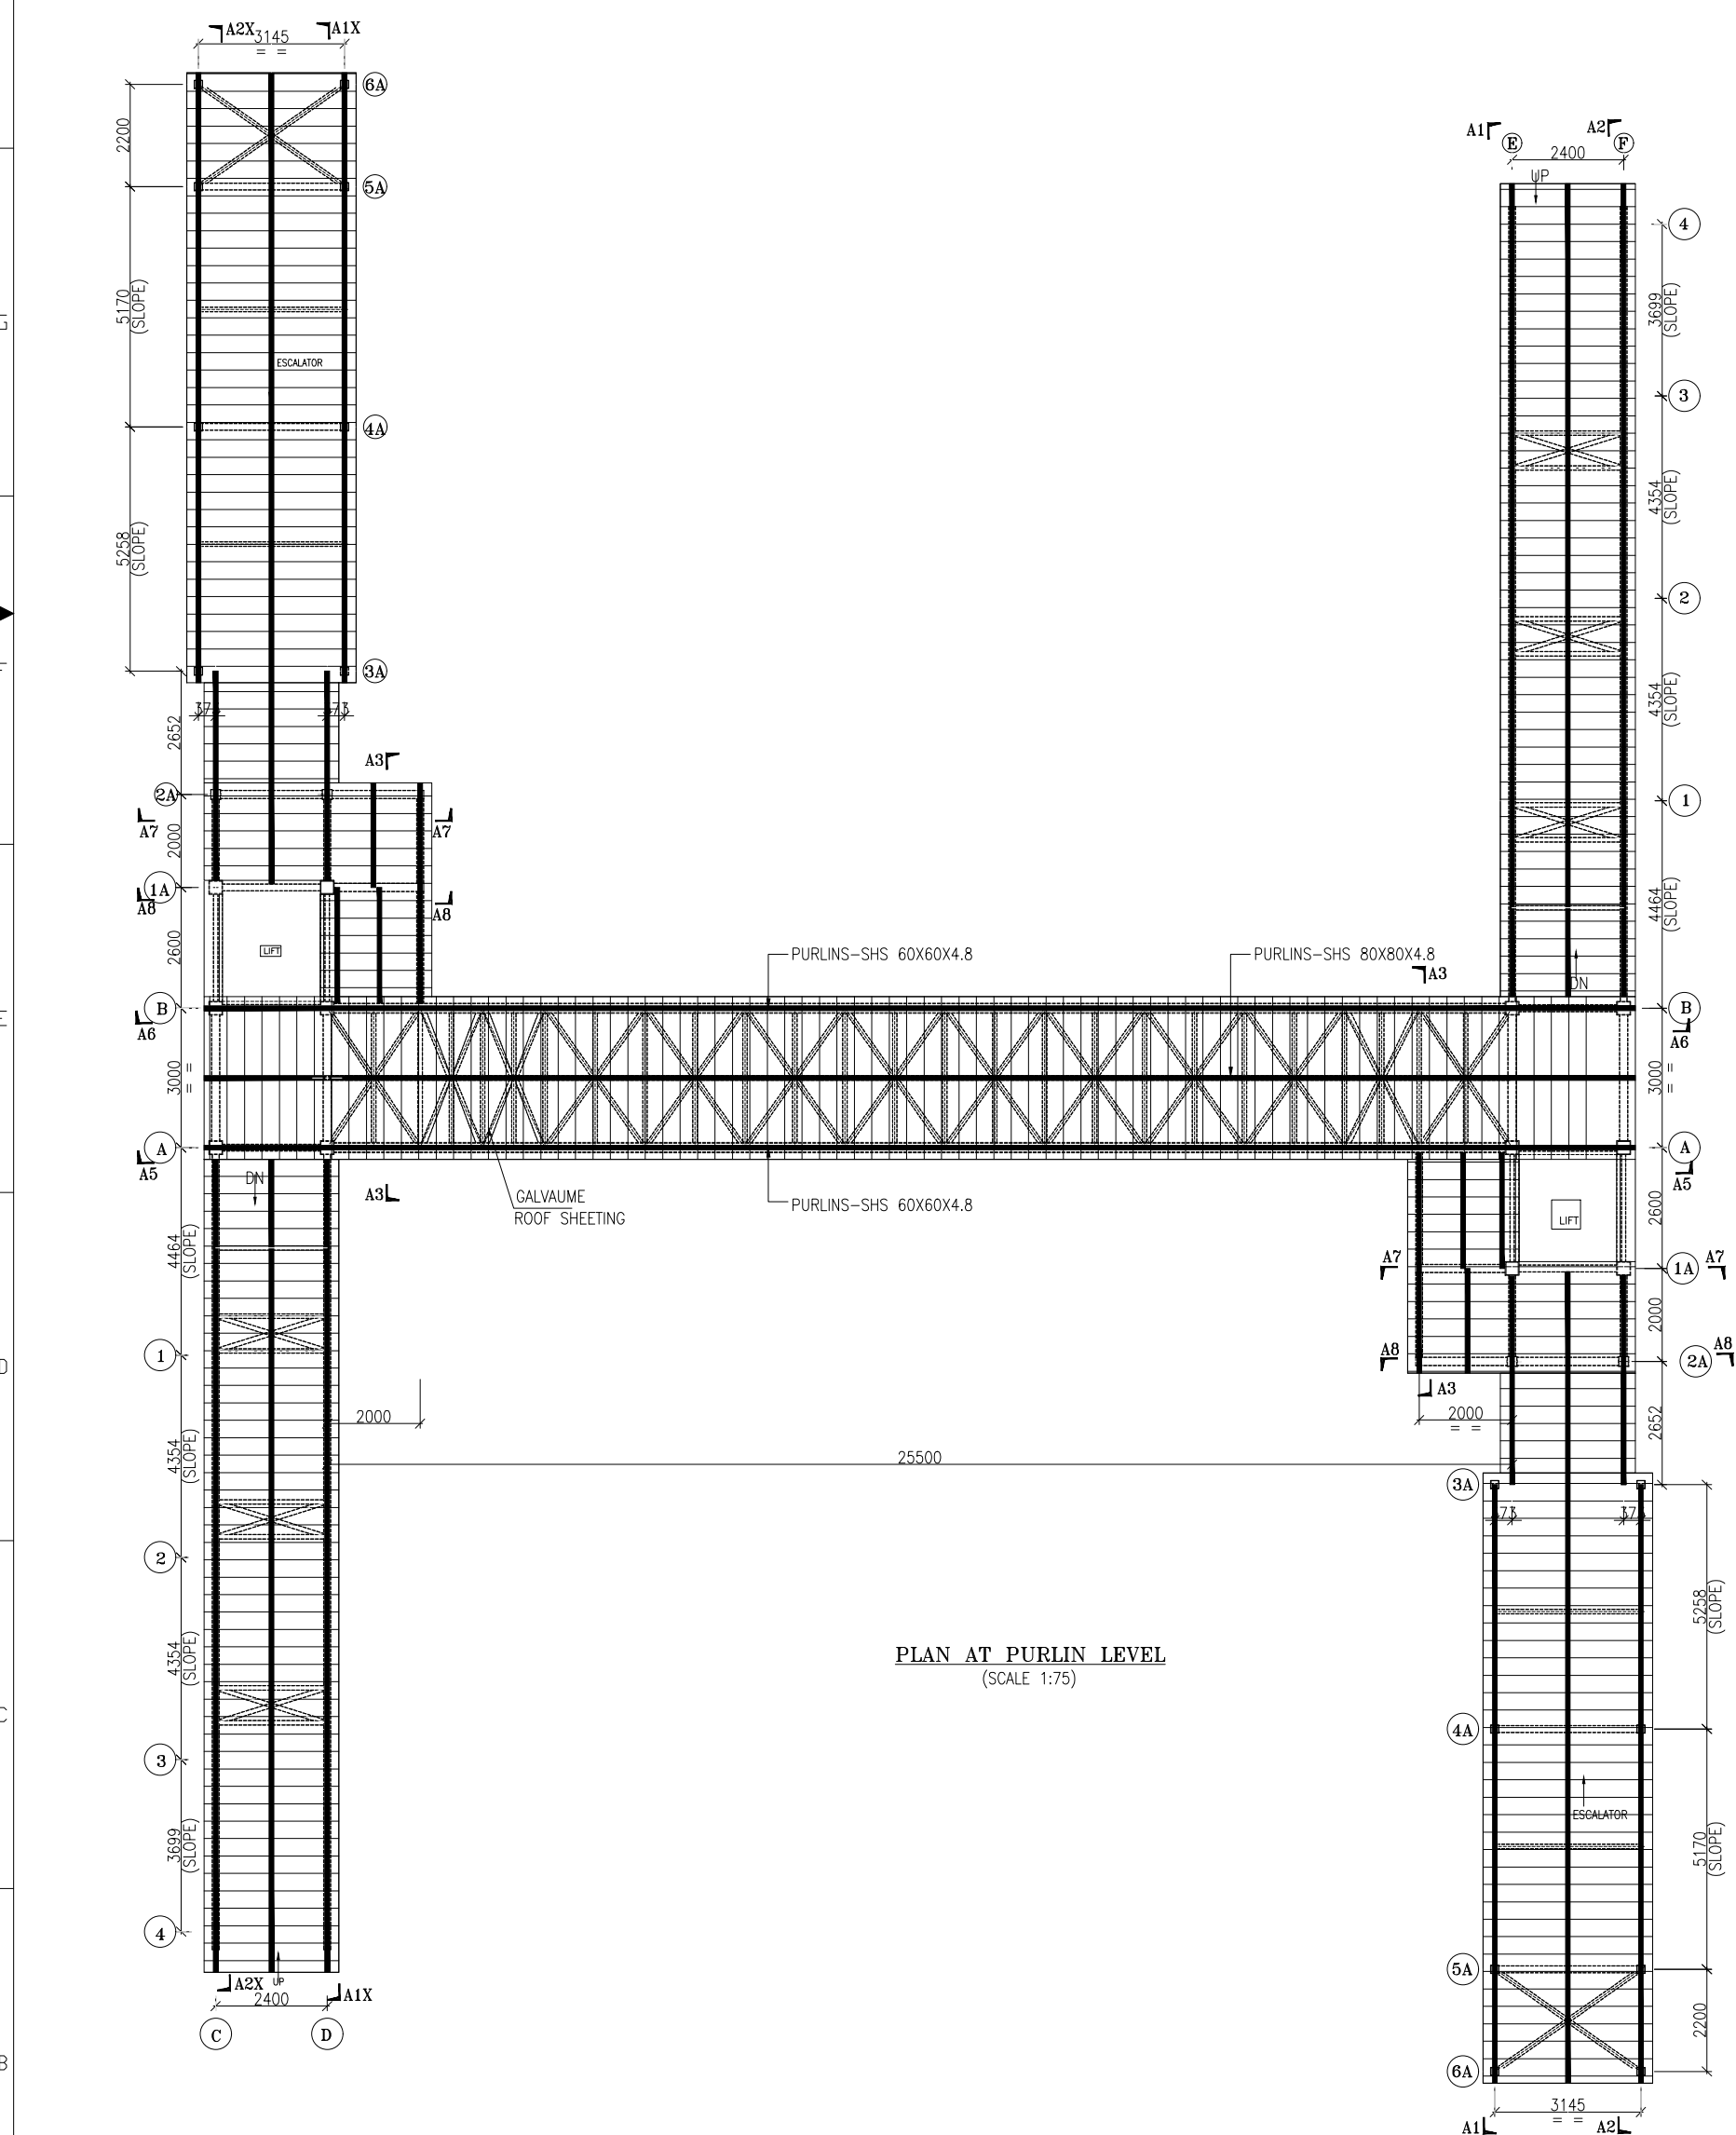 A2X
A1X
3145
= =
6A
2200
5A
5170
(SLOPE)
ESCALATOR
4A
5258
(SLOPE)
3A
2652
A3
2A
A7
A7
2000
1A
A8
A8
2600
LIFT
B
A6
3000
= =
A
A5
A1
A2
E
F
2400
UP
4
3699
(SLOPE)
3
4354
(SLOPE)
2
4354
(SLOPE)
1
4464
(SLOPE)
DN
PURLINS-SHS 60X60X4.8
PURLINS-SHS 80X80X4.8
A3
B
A6
3000
= =
A
A5
DN
A3
GALVAUME
ROOF SHEETING
PURLINS-SHS 60X60X4.8
4464
(SLOPE)
1
2000
4354
(SLOPE)
25500
2
4354
(SLOPE)
3
3699
(SLOPE)
4
A2X
UP
A1X
2400
C
D
PLAN AT PURLIN LEVEL
(SCALE 1:75)
2600
LIFT
A7
1A
A7
2000
A8
2A
A8
A3
2000
= =
2652
3A
373
5258
(SLOPE)
4A
ESCALATOR
5170
(SLOPE)
5A
2200
6A
3145
= =
A1
A2
D
C
B